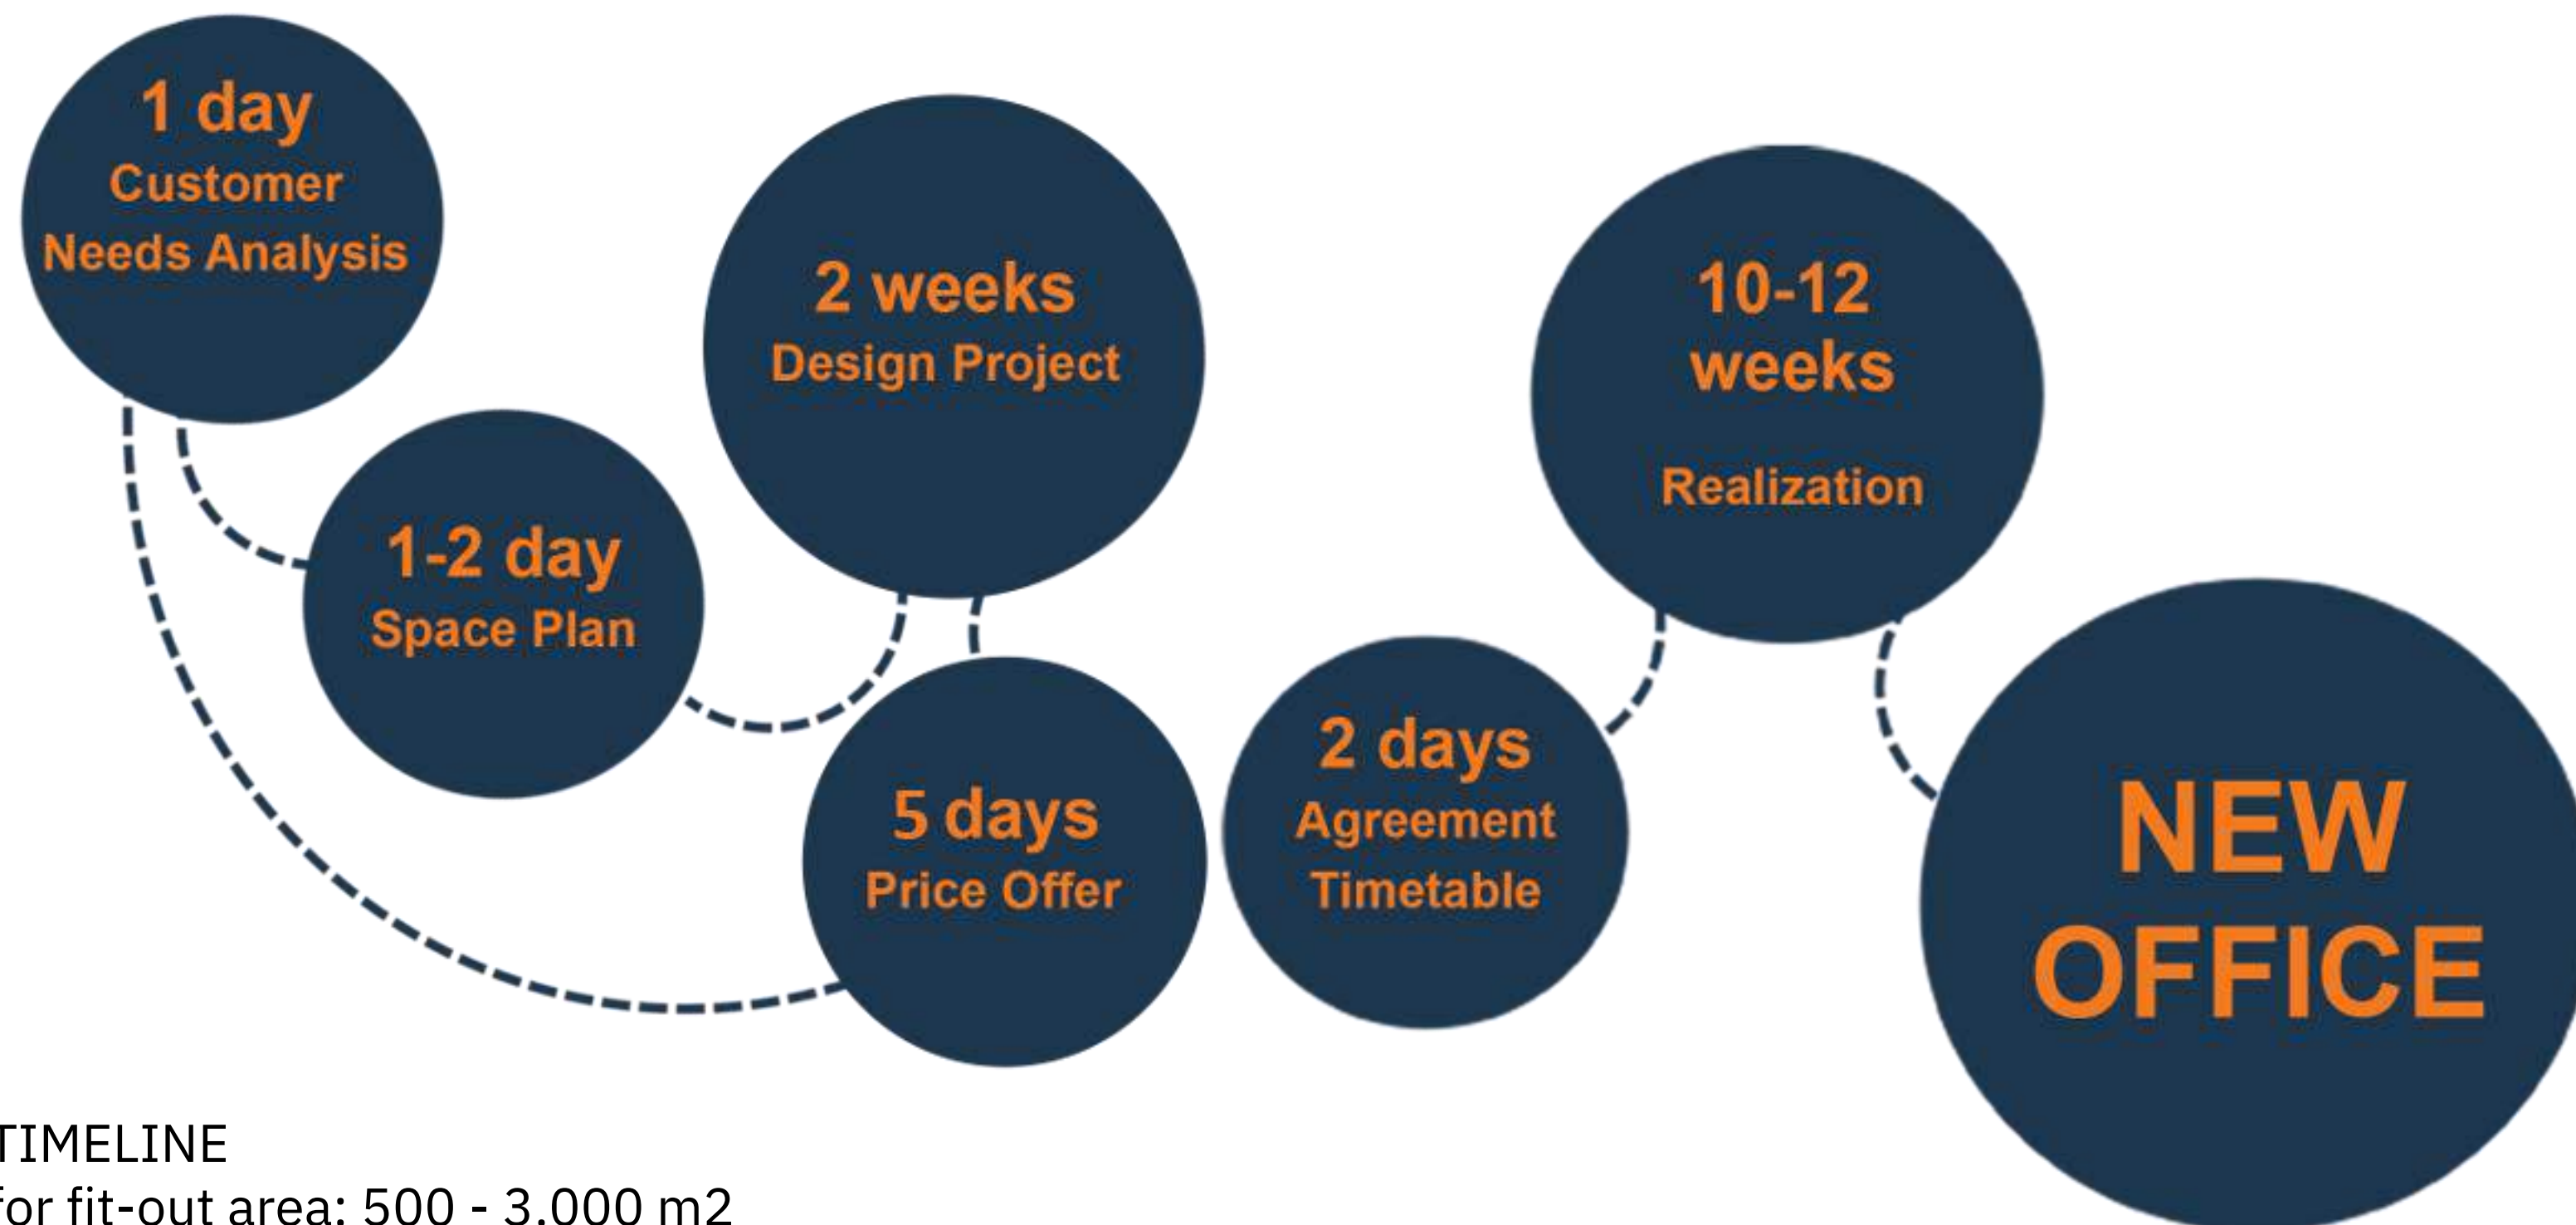 1 day
Customer
Needs Analysis
1-2 day
Space Plan
2 weeks
Design Project
5 days
Price Offer
2 days
Agreement
Timetable
10-12
weeks
Realization
NEW
OFFICE
TIMELINE
for fit-out area: 500 - 3.000 m2